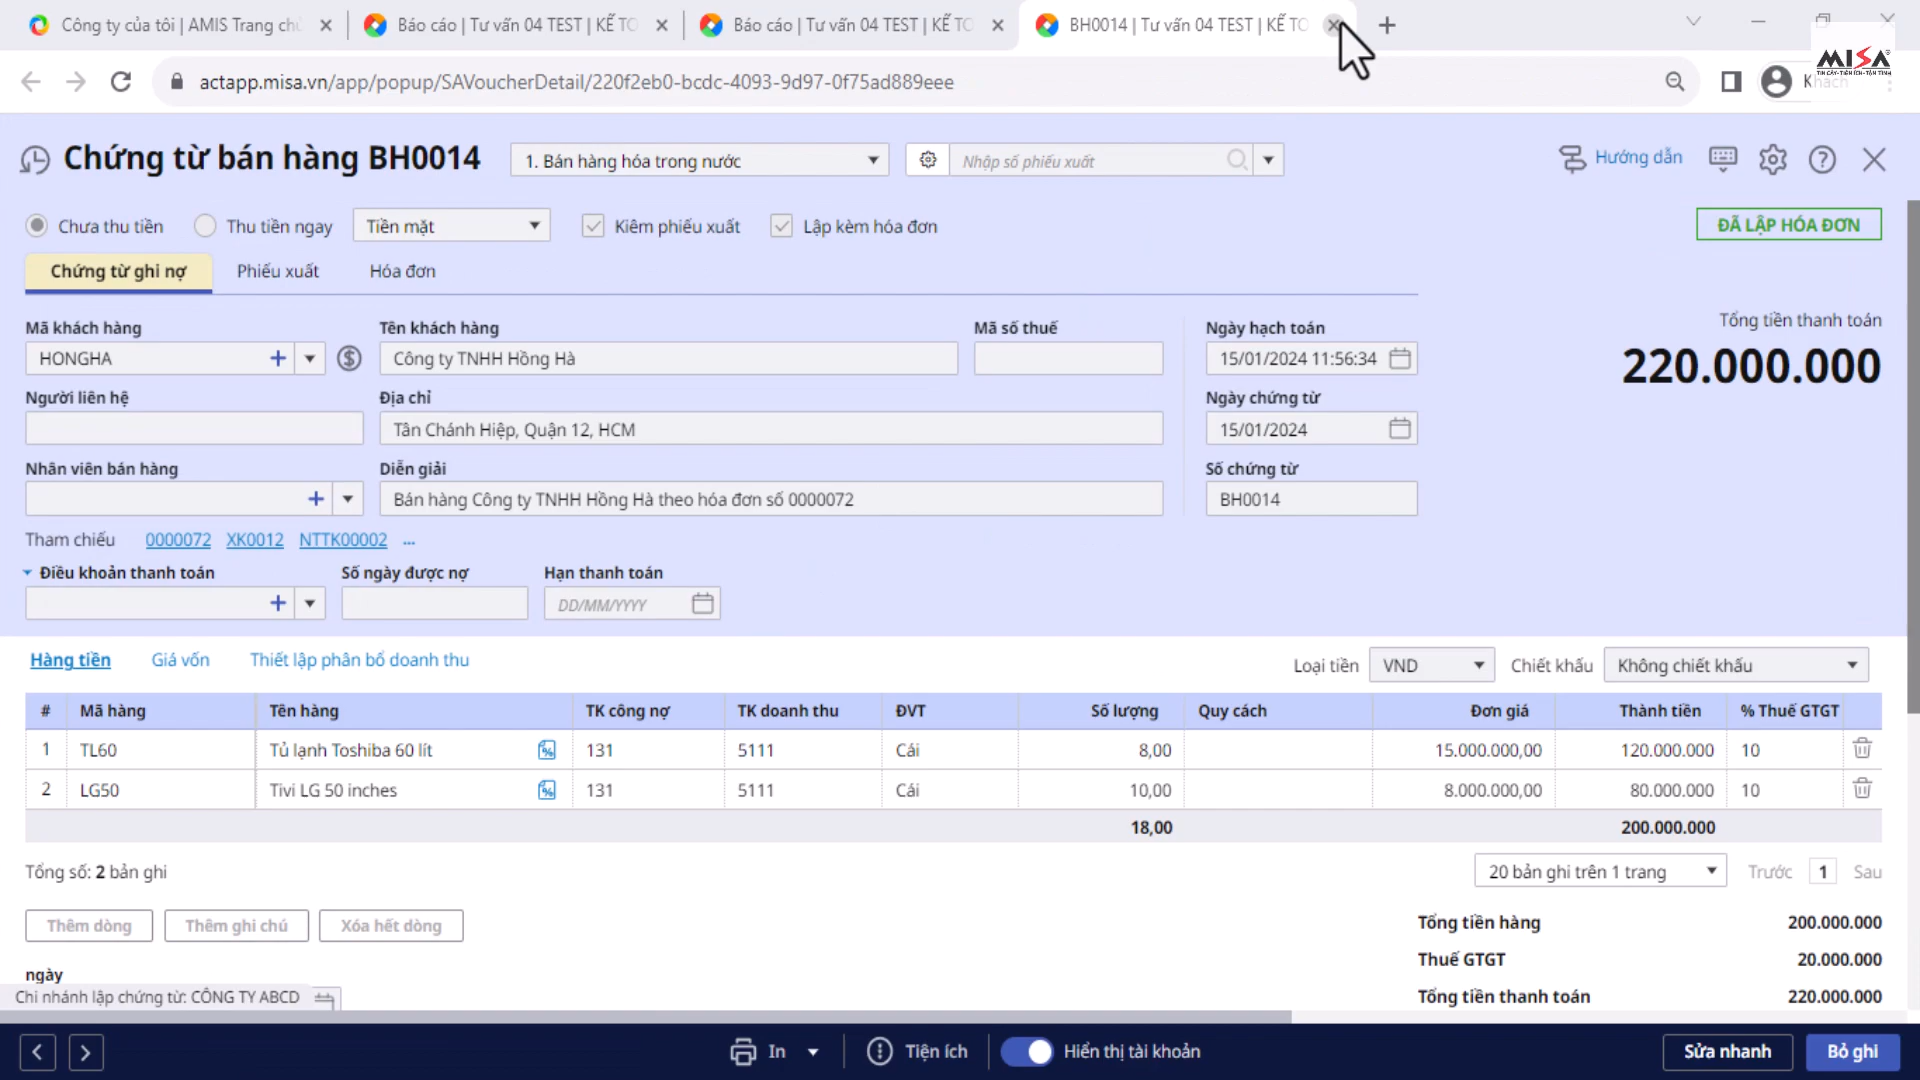 Công ty của tôi | AMIS Trang chủ
Báo cáo | Tư vấn 04 TEST | KẾ TO
Báo cáo | Tư vấn 04 TEST | KẾ TO
BH0014 | Tư vấn 04 TEST | KẾ TO
MISA
TIN CẬY-TIỆN ÍCH-TẬN TÌNH
actapp.misa.vn/app/popup/SAVoucherDetail/220f2eb0-bcdc-4093-9d97-0f75ad889eee
Khách
Chứng từ bán hàng BH0014
1. Bán hàng hóa trong nước
Nhập số phiếu xuất
Hướng dẫn
Chưa thu tiền
Thu tiền ngay
Tiền mặt
Kiêm phiếu xuất
Lập kèm hóa đơn
ĐÃ LẬP HÓA ĐƠN
Chứng từ ghi nợ
Phiếu xuất
Hóa đơn
Mã khách hàng
Tên khách hàng
Mã số thuế
Ngày hạch toán
Tổng tiền thanh toán
HONGHA
Công ty TNHH Hồng Hà
15/01/2024 11:56:34
220.000.000
Người liên hệ
Địa chỉ
Ngày chứng từ
Tân Chánh Hiệp, Quận 12, HCM
15/01/2024
Nhân viên bán hàng
Diễn giải
Số chứng từ
Bán hàng Công ty TNHH Hồng Hà theo hóa đơn số 0000072
BH0014
Tham chiếu 0000072 XK0012 NTTK00002 ...
Điều khoản thanh toán
Số ngày được nợ
Hạn thanh toán
DD/MM/YYYY
Hàng tiền
Giá vốn
Thiết lập phân bổ doanh thu
Loại tiền VND
Chiết khấu Không chiết khấu
# Mã hàng Tên hàng TK công nợ TK doanh thu ĐVT Số lượng Quy cách Đơn giá Thành tiền % Thuế GTGT
1 TL60 Tủ lạnh Toshiba 60 lít 131 5111 Cái 8,00 15.000.000,00 120.000.000 10
2 LG50 Tivi LG 50 inches 131 5111 Cái 10,00 8.000.000,00 80.000.000 10
18,00 200.000.000
Tổng số: 2 bản ghi
20 bản ghi trên 1 trang
Trước 1 Sau
Thêm dòng
Thêm ghi chú
Xóa hết dòng
Tổng tiền hàng 200.000.000
Thuế GTGT 20.000.000
Tổng tiền thanh toán 220.000.000
ngày
Chi nhánh lập chứng từ: CÔNG TY ABCD
In
Tiện ích
Hiển thị tài khoản
Sửa nhanh
Bỏ ghi